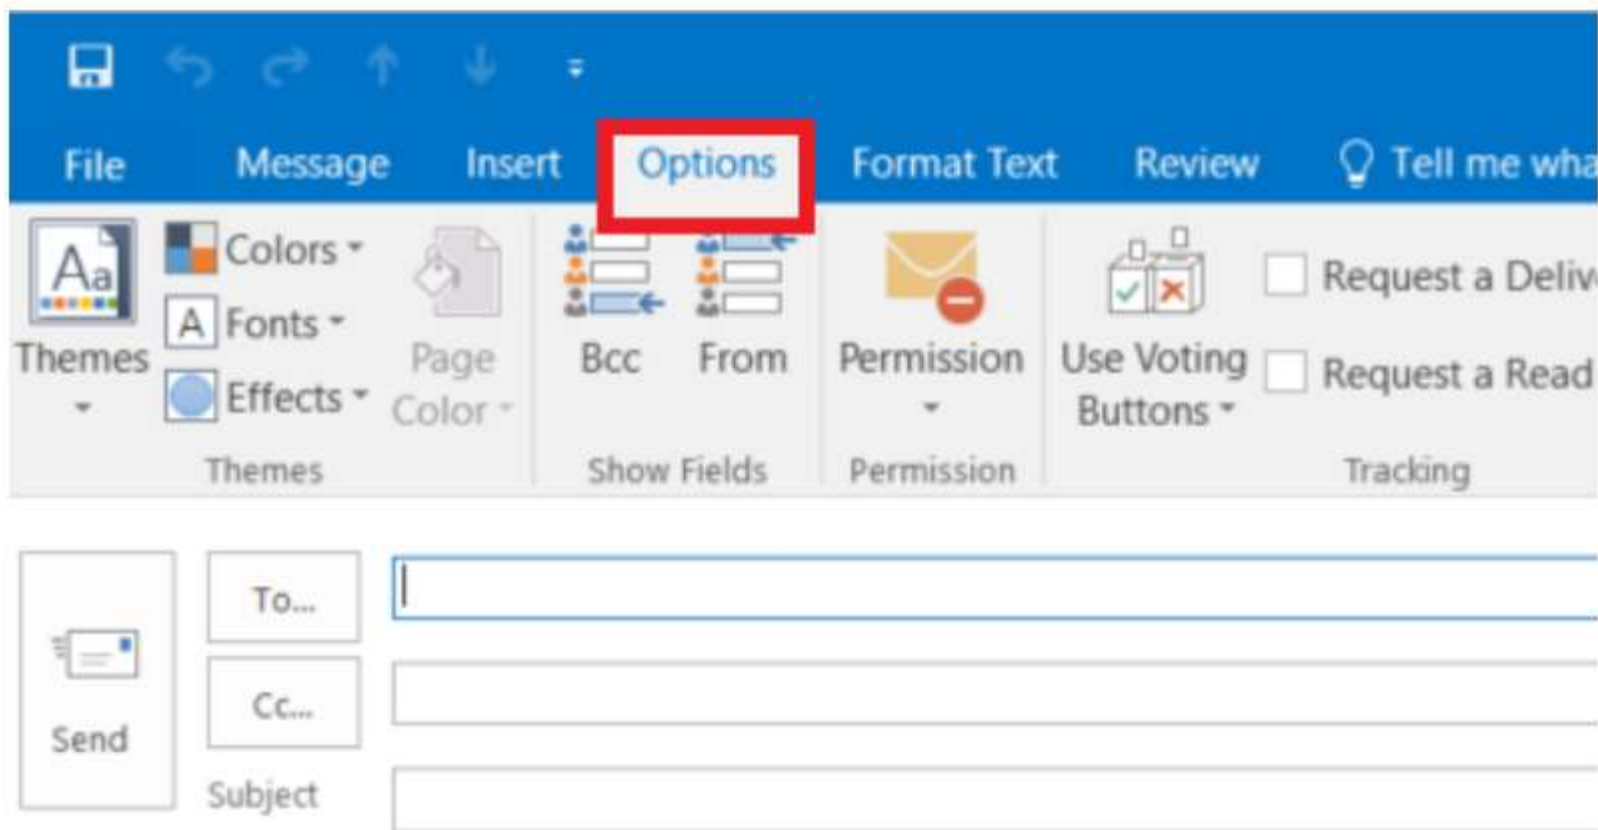 File Message Insert Options Format Text Review Tell me wha
Aa Colors
A Fonts
Effects
Themes
Page Color
Themes
Bcc From
Show Fields
Permission
Permission
Use Voting Buttons
Request a Deliv
Request a Read
Tracking
Send
To...
Cc...
Subject